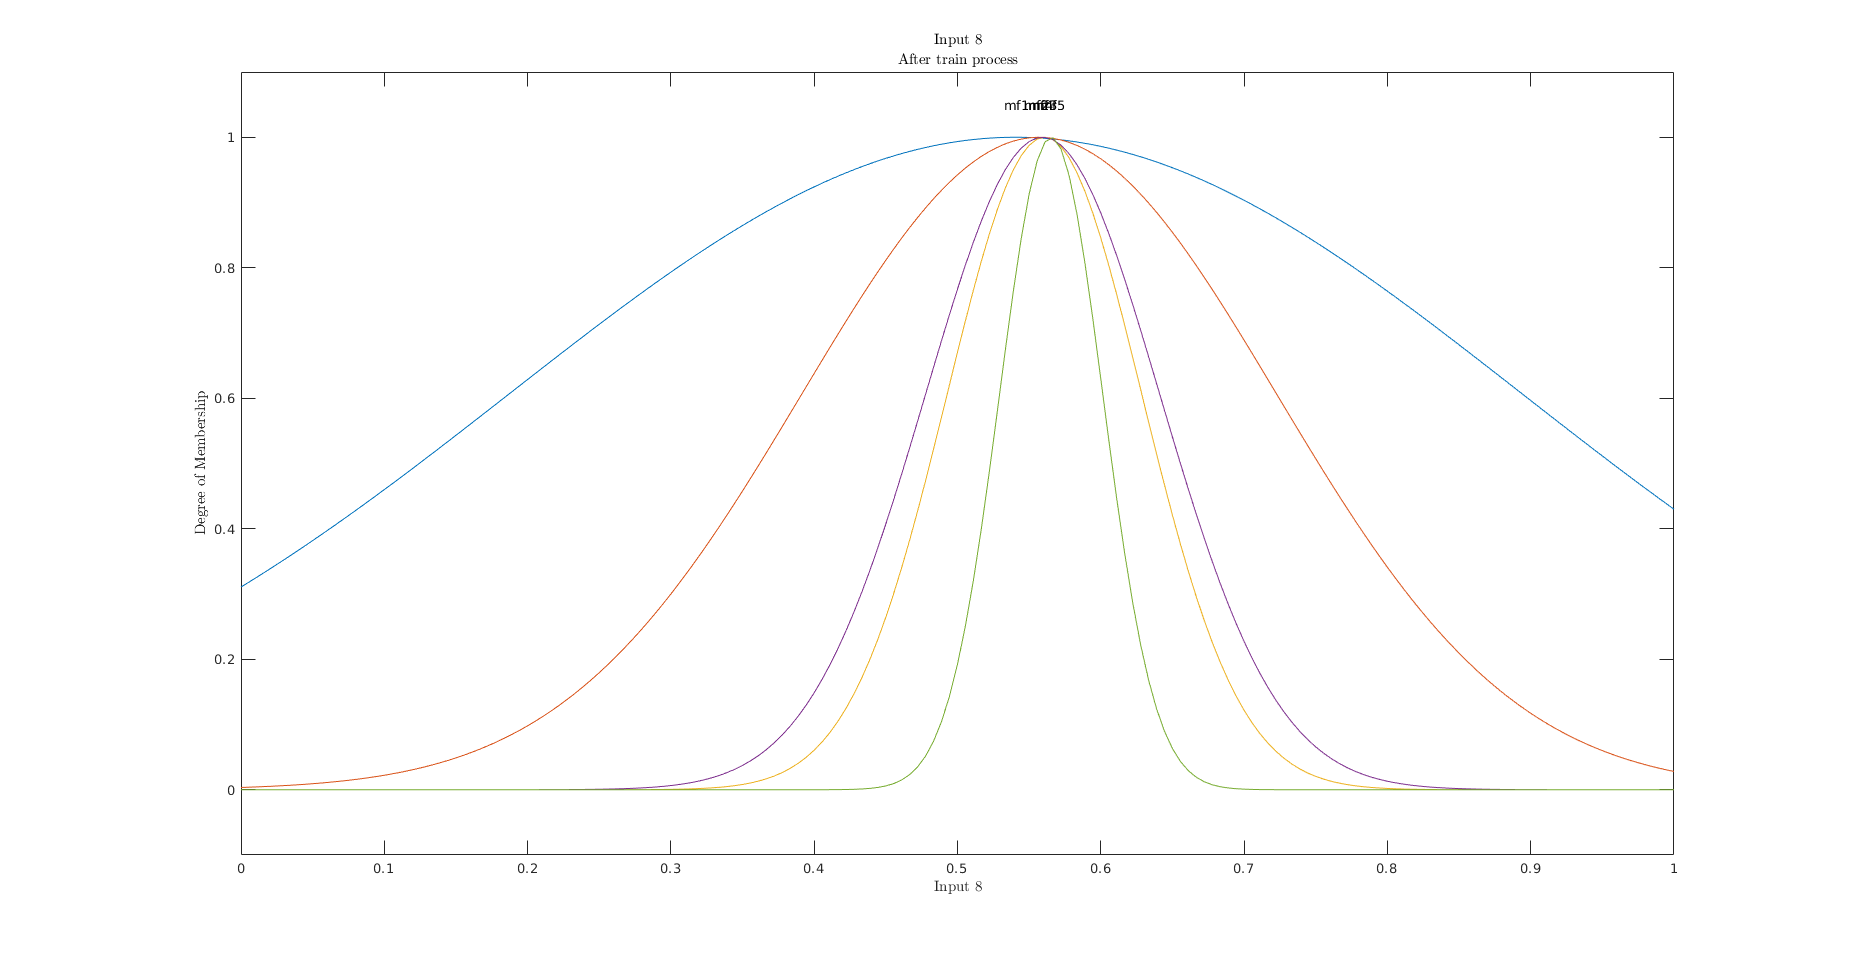 Input 8
After train process
mf1
1
0.8
0.6
0.4
0.2
0
Degree of Membership
0 0.1 0.2 0.3 0.4 0.5 0.6 0.7 0.8 0.9 1
Input 8